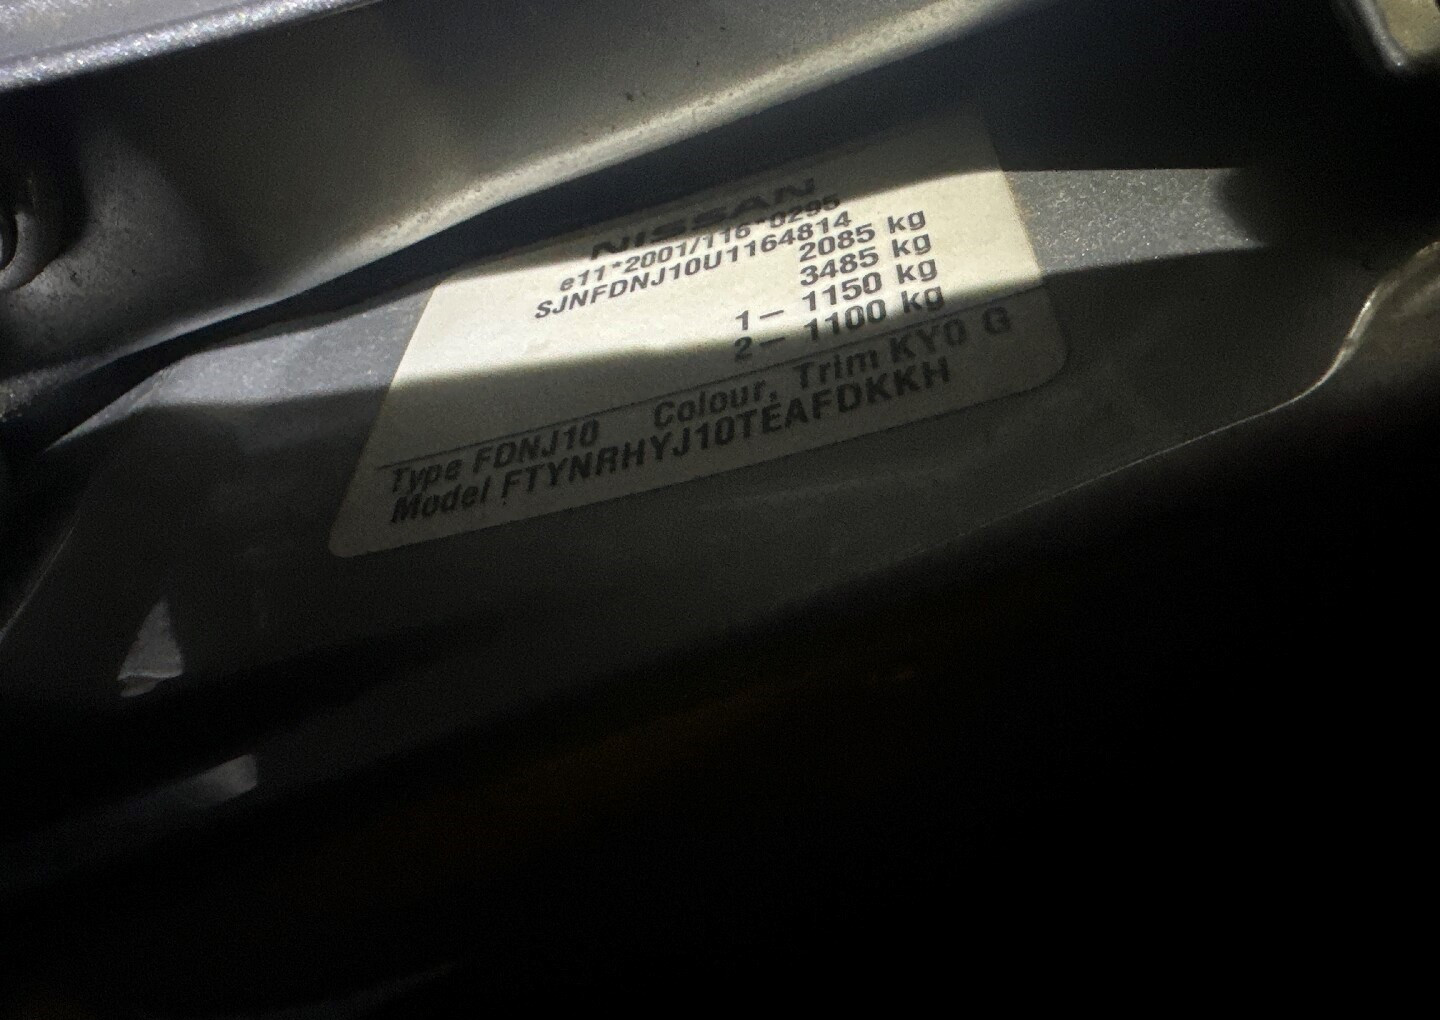 NISSAN
e11*2001/116*0295
SJNFDNJ10U1164814
2085 kg
3485 kg
1– 1150 kg
2– 1100 kg
Type FDNJ10 Colour, Trim KY0 G
Model FTYNRHYJ10TEAFDKKH